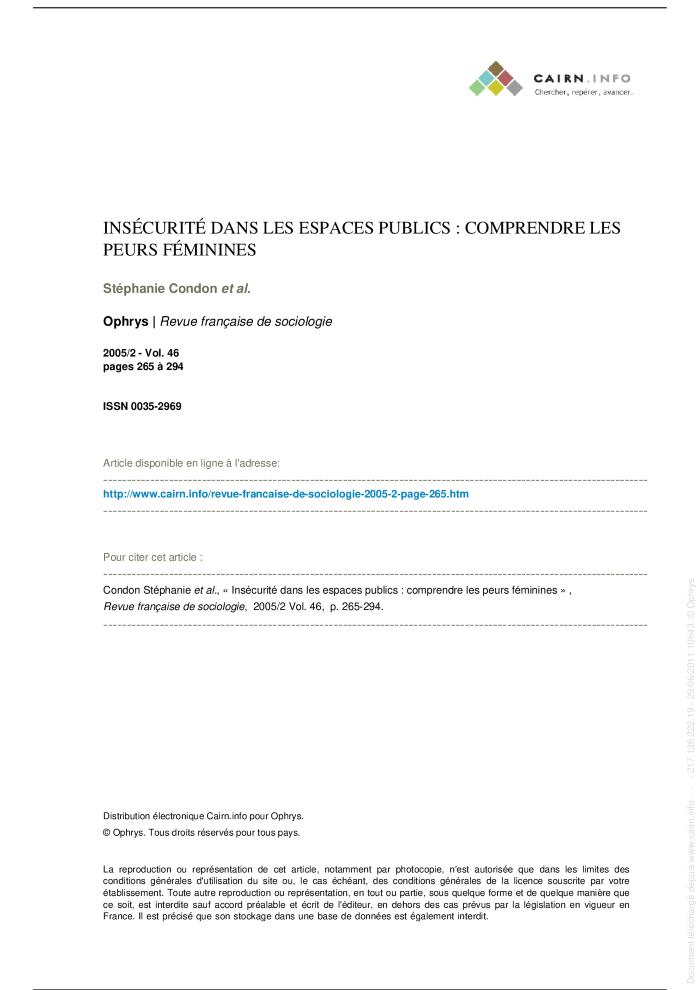 CAIRN.INFO
Chercher, repérer, avancer.
INSÉCURITÉ DANS LES ESPACES PUBLICS : COMPRENDRE LES
PEURS FÉMININES
Stéphanie Condon et al.
Ophrys | Revue française de sociologie
2005/2 - Vol. 46
pages 265 à 294
ISSN 0035-2969
Article disponible en ligne à l'adresse:
http://www.cairn.info/revue-francaise-de-sociologie-2005-2-page-265.htm
Pour citer cet article :
Condon Stéphanie et al., « Insécurité dans les espaces publics : comprendre les peurs féminines » ,
Revue française de sociologie, 2005/2 Vol. 46, p. 265-294.
Distribution électronique Cairn.info pour Ophrys.
© Ophrys. Tous droits réservés pour tous pays.
La reproduction ou représentation de cet article, notamment par photocopie, n'est autorisée que dans les limites des
conditions générales d'utilisation du site ou, le cas échéant, des conditions générales de la licence souscrite par votre
établissement. Toute autre reproduction ou représentation, en tout ou partie, sous quelque forme et de quelque manière que
ce soit, est interdite sauf accord préalable et écrit de l'éditeur, en dehors des cas prévus par la législation en vigueur en
France. Il est précisé que son stockage dans une base de données est également interdit.
Document téléchargé depuis www.cairn.info - - - 217.136.222.19 - 29/06/2011 10h43. © Ophrys